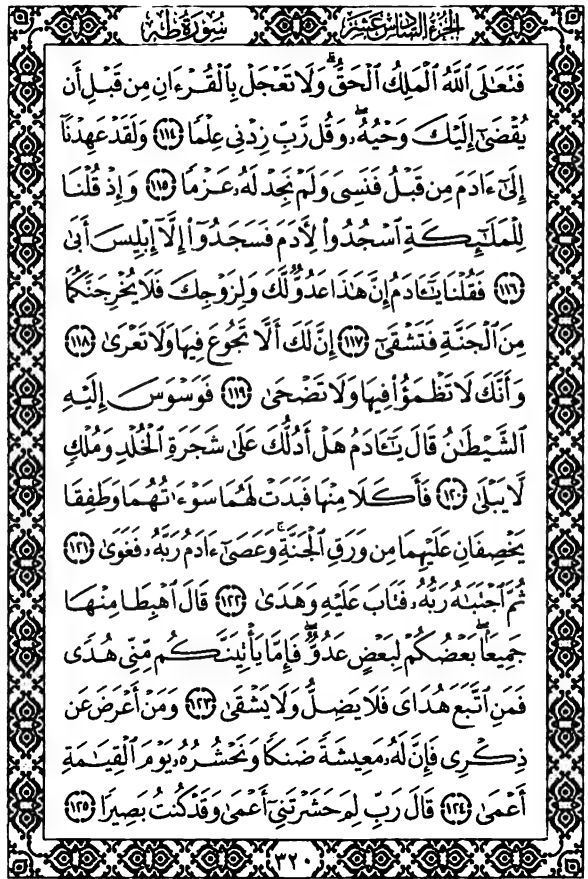 الجزء السادس عشر
سورة طه
فَتَعَٰلَى ٱللَّهُ ٱلْمَلِكُ ٱلْحَقُّ ۗ وَلَا تَعْجَلْ بِٱلْقُرْءَانِ مِن قَبْلِ أَن
يُقْضَىٰٓ إِلَيْكَ وَحْيُهُۥ ۖ وَقُل رَّبِّ زِدْنِى عِلْمًا ١١٤ وَلَقَدْ عَهِدْنَآ
إِلَىٰٓ ءَادَمَ مِن قَبْلُ فَنَسِىَ وَلَمْ نَجِدْ لَهُۥ عَزْمًا ١١٥ وَإِذْ قُلْنَا
لِلْمَلَٰٓئِكَةِ ٱسْجُدُوا۟ لِءَادَمَ فَسَجَدُوٓا۟ إِلَّآ إِبْلِيسَ أَبَىٰ
١١٦ فَقُلْنَا يَٰٓـَٔادَمُ إِنَّ هَٰذَا عَدُوٌّ لَّكَ وَلِزَوْجِكَ فَلَا يُخْرِجَنَّكُمَا
مِنَ ٱلْجَنَّةِ فَتَشْقَىٰٓ ١١٧ إِنَّ لَكَ أَلَّا تَجُوعَ فِيهَا وَلَا تَعْرَىٰ ١١٨
وَأَنَّكَ لَا تَظْمَؤُا۟ فِيهَا وَلَا تَضْحَىٰ ١١٩ فَوَسْوَسَ إِلَيْهِ
ٱلشَّيْطَٰنُ قَالَ يَٰٓـَٔادَمُ هَلْ أَدُلُّكَ عَلَىٰ شَجَرَةِ ٱلْخُلْدِ وَمُلْكٍ
لَّا يَبْلَىٰ ١٢٠ فَأَكَلَا مِنْهَا فَبَدَتْ لَهُمَا سَوْءَٰتُهُمَا وَطَفِقَا
يَخْصِفَانِ عَلَيْهِمَا مِن وَرَقِ ٱلْجَنَّةِ ۚ وَعَصَىٰٓ ءَادَمُ رَبَّهُۥ فَغَوَىٰ ١٢١
ثُمَّ ٱجْتَبَٰهُ رَبُّهُۥ فَتَابَ عَلَيْهِ وَهَدَىٰ ١٢٢ قَالَ ٱهْبِطَا مِنْهَا
جَمِيعًۢا ۖ بَعْضُكُمْ لِبَعْضٍ عَدُوٌّ ۖ فَإِمَّا يَأْتِيَنَّكُم مِّنِّى هُدًى
فَمَنِ ٱتَّبَعَ هُدَاىَ فَلَا يَضِلُّ وَلَا يَشْقَىٰ ١٢٣ وَمَنْ أَعْرَضَ عَن
ذِكْرِى فَإِنَّ لَهُۥ مَعِيشَةً ضَنكًا وَنَحْشُرُهُۥ يَوْمَ ٱلْقِيَٰمَةِ
أَعْمَىٰ ١٢٤ قَالَ رَبِّ لِمَ حَشَرْتَنِىٓ أَعْمَىٰ وَقَدْ كُنتُ بَصِيرًا ١٢٥
٣٢٠